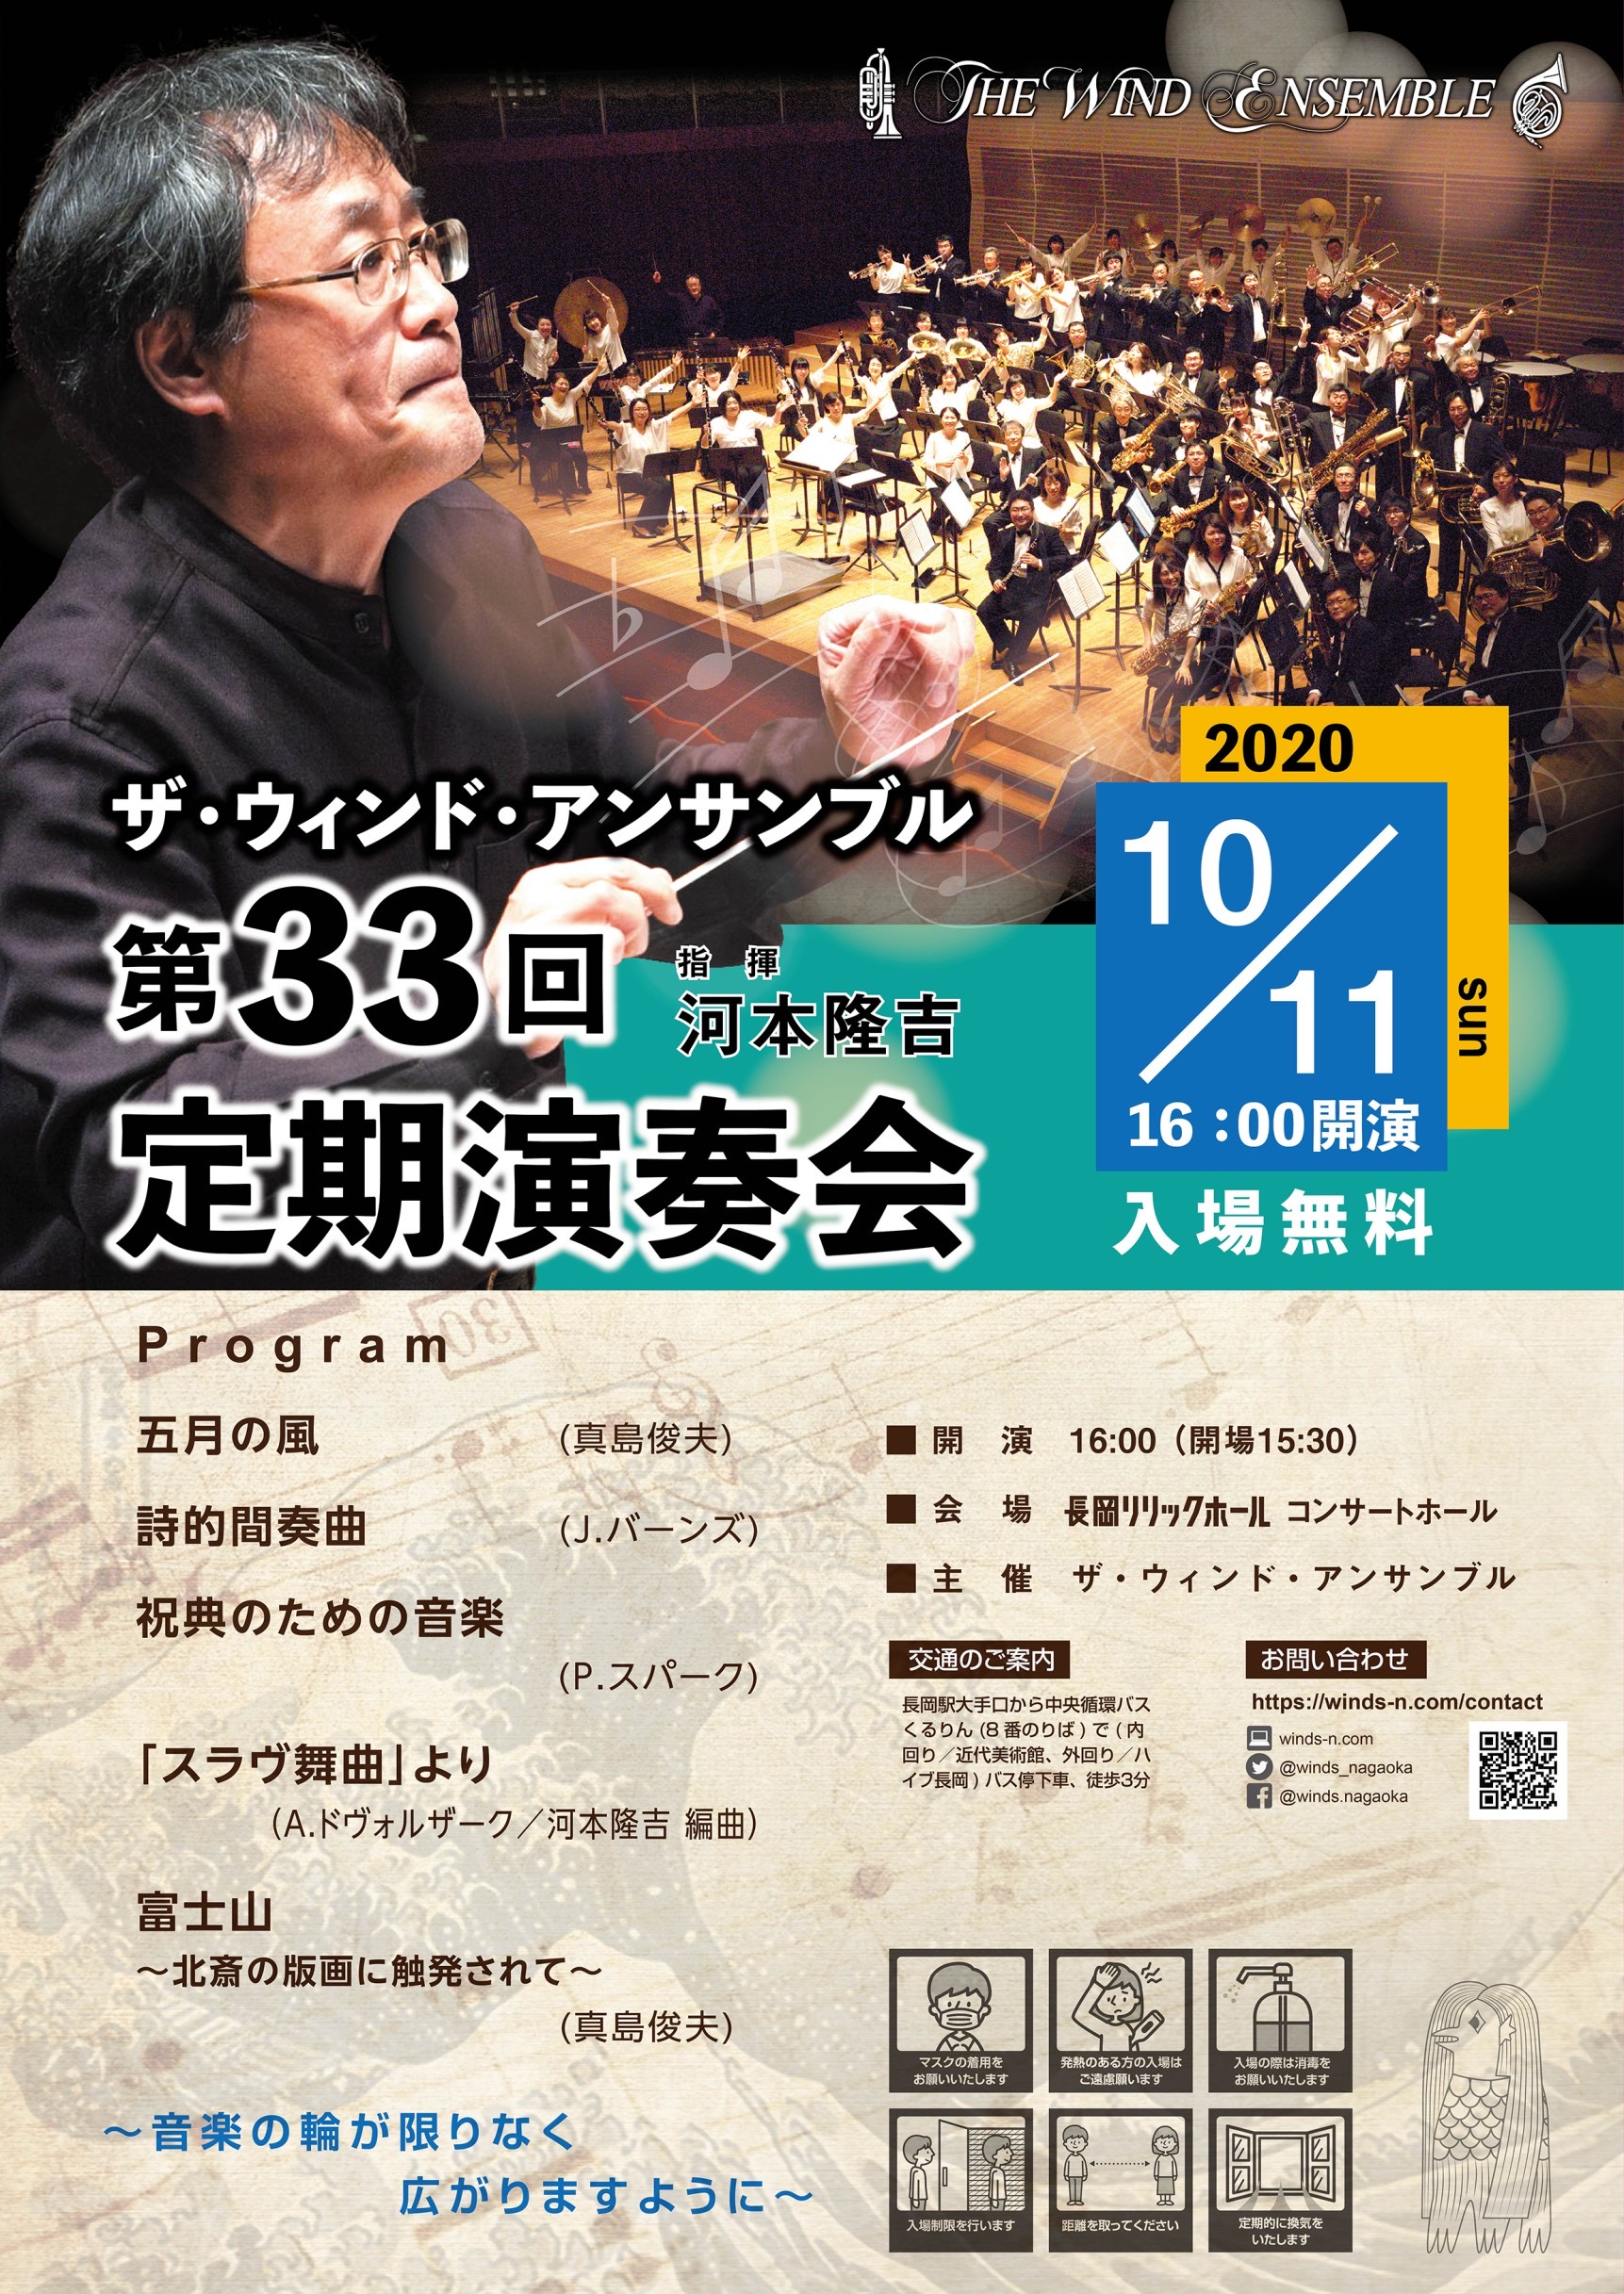 THE WIND ENSEMBLE
ザ・ウィンド・アンサンブル
第33回
指 揮
河本隆吉
定期演奏会
2020
10/11
sun
16:00開演
入場無料
Program
五月の風 (真島俊夫)
詩的間奏曲 (J.バーンズ)
祝典のための音楽
(P.スパーク)
「スラヴ舞曲」より
(A.ドヴォルザーク／河本隆吉 編曲)
富士山
～北斎の版画に触発されて～
(真島俊夫)
～音楽の輪が限りなく
広がりますように～
■ 開 演 16:00（開場15:30）
■ 会 場 長岡リリックホール コンサートホール
■ 主 催 ザ・ウィンド・アンサンブル
交通のご案内
長岡駅大手口から中央循環バス
くるりん (8 番のりば ) で ( 内
回り／近代美術館、外回り／ハ
イブ長岡 ) バス停下車、徒歩3分
お問い合わせ
https://winds-n.com/contact
winds-n.com
@winds_nagaoka
@winds.nagaoka
マスクの着用を
お願いいたします
発熱のある方の入場は
ご遠慮願います
入場の際は消毒を
お願いいたします
入場制限を行います
距離を取ってください
定期的に換気を
いたします